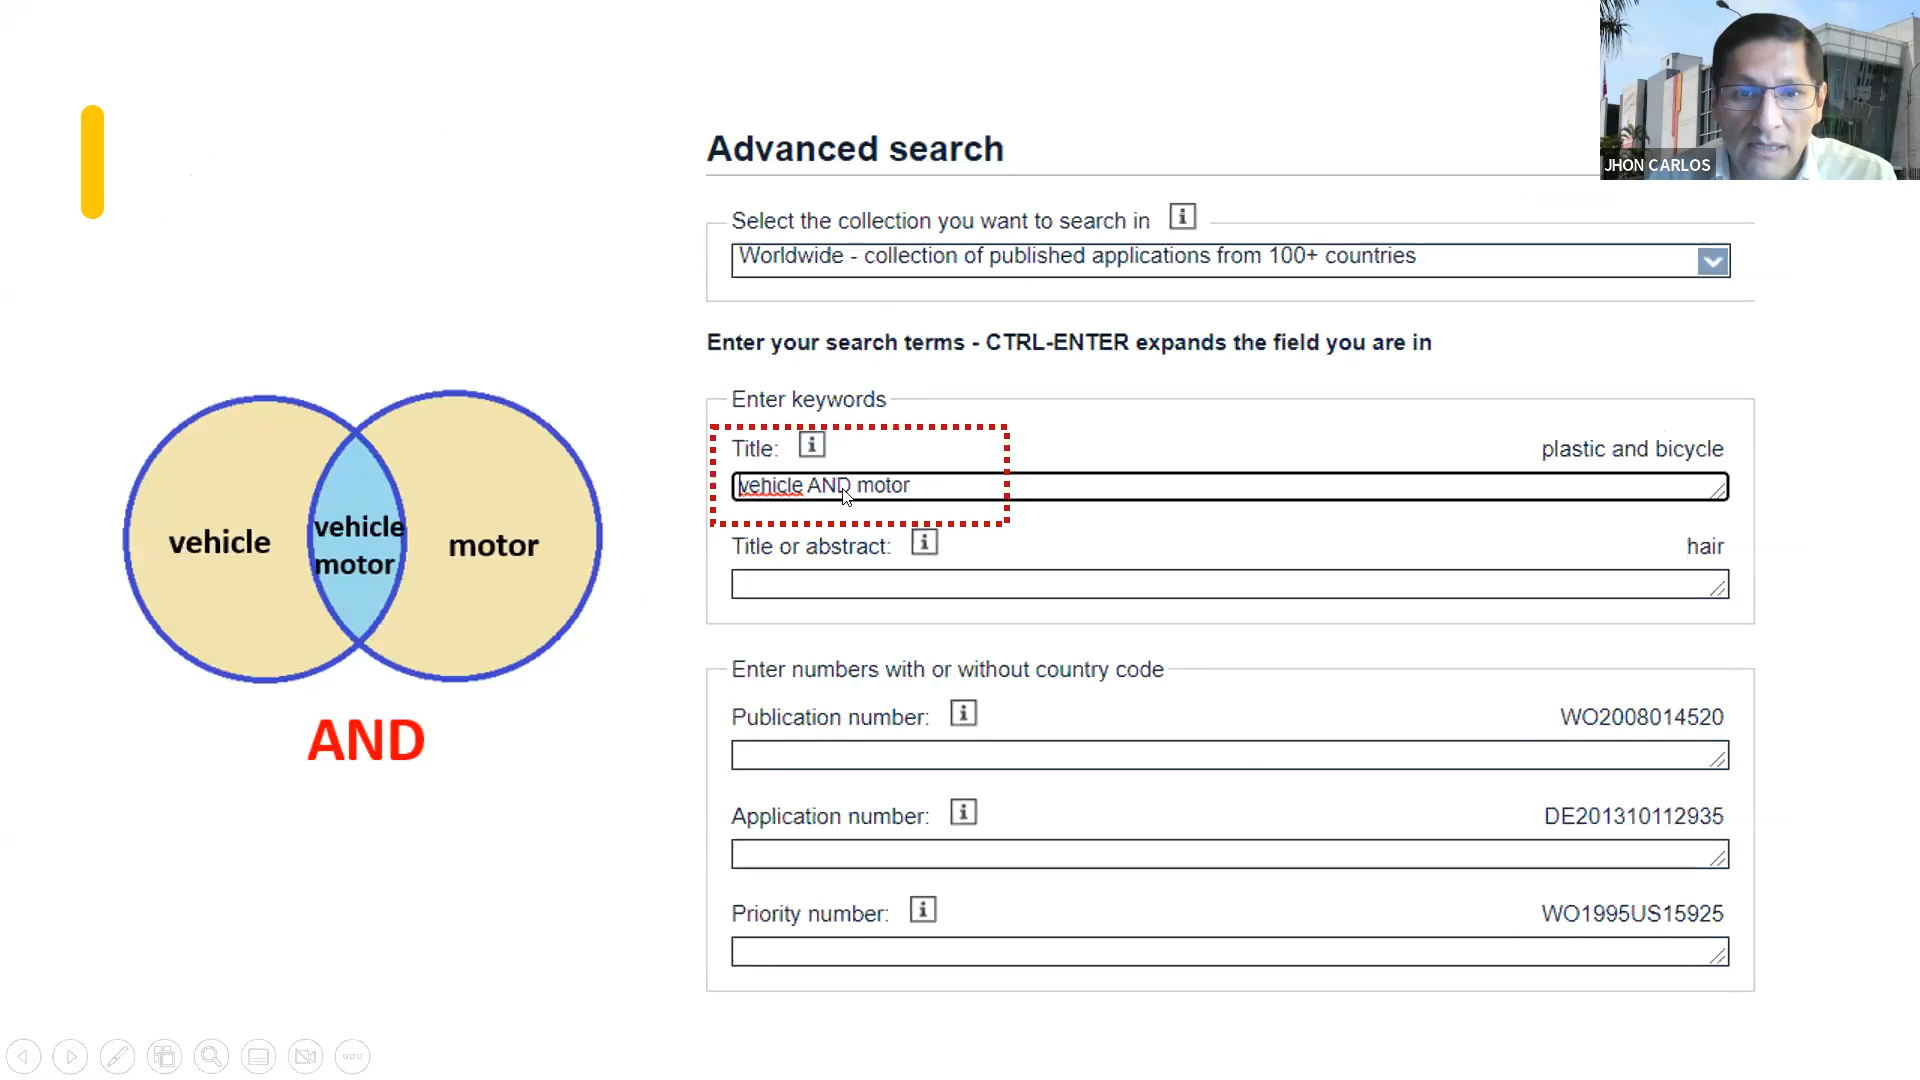 JHON CARLOS
Advanced search
Select the collection you want to search in
Worldwide - collection of published applications from 100+ countries
Enter your search terms - CTRL-ENTER expands the field you are in
Enter keywords
Title: plastic and bicycle
vehicle AND motor
Title or abstract: hair
Enter numbers with or without country code
Publication number: WO2008014520
Application number: DE201310112935
Priority number: WO1995US15925
vehicle
vehicle
motor
motor
AND